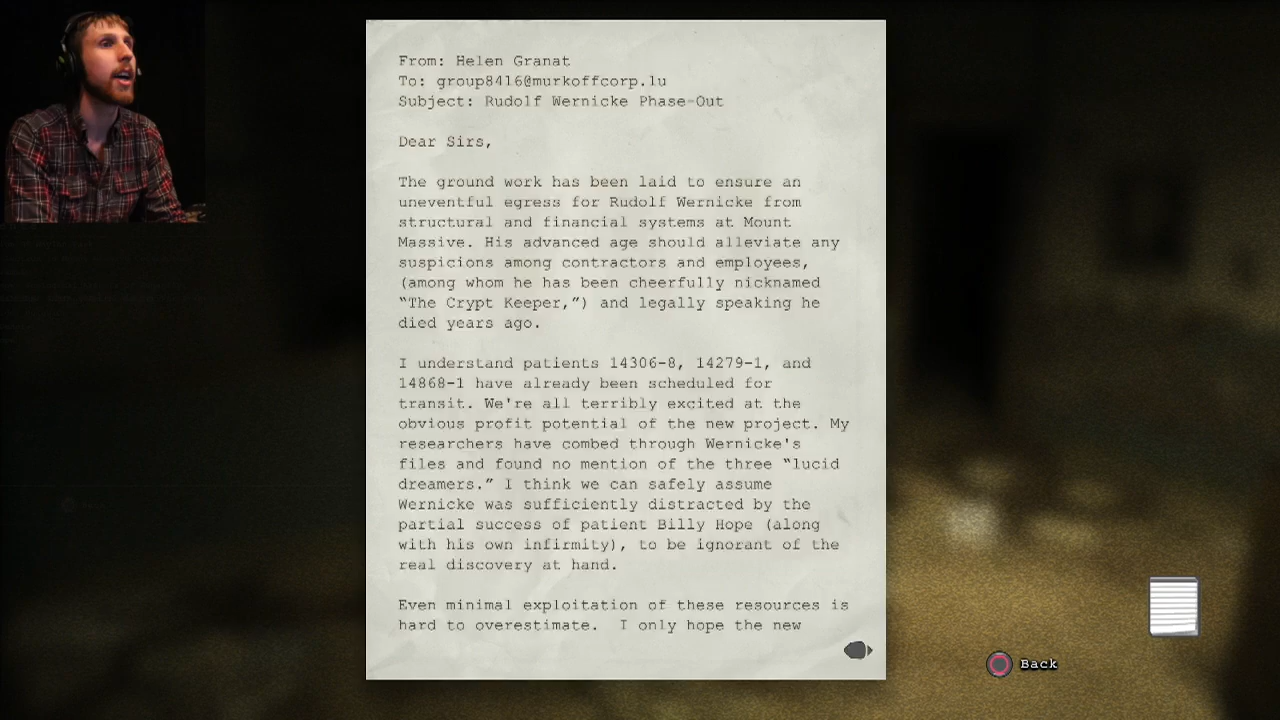 From: Helen Granat
To: group8416@murkoffcorp.lu
Subject: Rudolf Wernicke Phase-Out
Dear Sirs,
The ground work has been laid to ensure an
uneventful egress for Rudolf Wernicke from
structural and financial systems at Mount
Massive. His advanced age should alleviate any
suspicions among contractors and employees,
(among whom he has been cheerfully nicknamed
“The Crypt Keeper,”) and legally speaking he
died years ago.
I understand patients 14306-8, 14279-1, and
14868-1 have already been scheduled for
transit. We're all terribly excited at the
obvious profit potential of the new project. My
researchers have combed through Wernicke's
files and found no mention of the three “lucid
dreamers.” I think we can safely assume
Wernicke was sufficiently distracted by the
partial success of patient Billy Hope (along
with his own infirmity), to be ignorant of the
real discovery at hand.
Even minimal exploitation of these resources is
hard to overestimate.  I only hope the new
Back